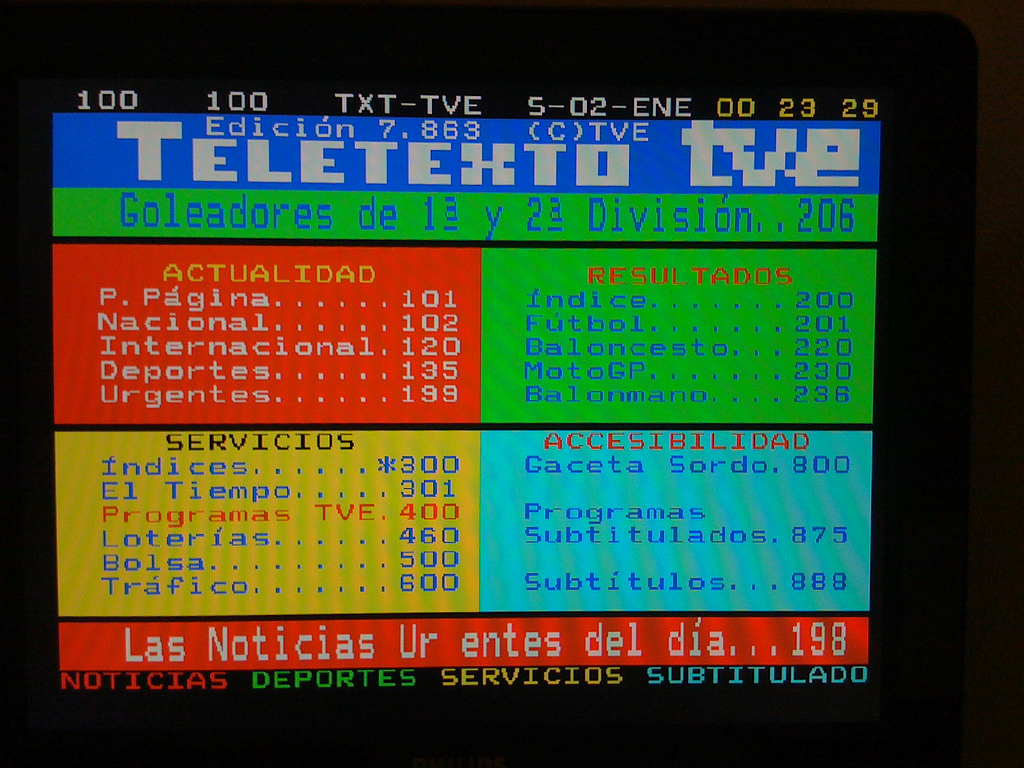 100 100 TXT-TVE S-02-ENE 00 23 29
Edición 7.863 (C)TVE
TELETEXTO tve
Goleadores de 1ª y 2ª División..206
ACTUALIDAD
P.Página......101
Nacional......102
Internacional.120
Deportes......135
Urgentes......199
RESULTADOS
Índice.......200
Fútbol.......201
Baloncesto...220
MotoGP.......230
Balonmano....236
SERVICIOS
Índices......*300
El Tiempo.....301
Programas TVE.400
Loterías......460
Bolsa.........500
Tráfico.......600
ACCESIBILIDAD
Gaceta Sordo.800
Programas
Subtitulados.875
Subtítulos...888
Las Noticias Ur entes del día...198
NOTICIAS DEPORTES SERVICIOS SUBTITULADO
PHILIPS